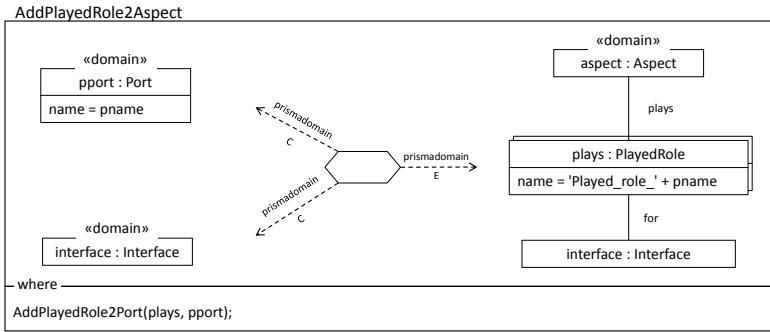 AddPlayedRole2Aspect
«domain»
pport : Port
name = pname
«domain»
interface : Interface
prismadomain
C
prismadomain
C
prismadomain
E
«domain»
aspect : Aspect
plays
plays : PlayedRole
name = 'Played_role_' + pname
for
interface : Interface
where
AddPlayedRole2Port(plays, pport);